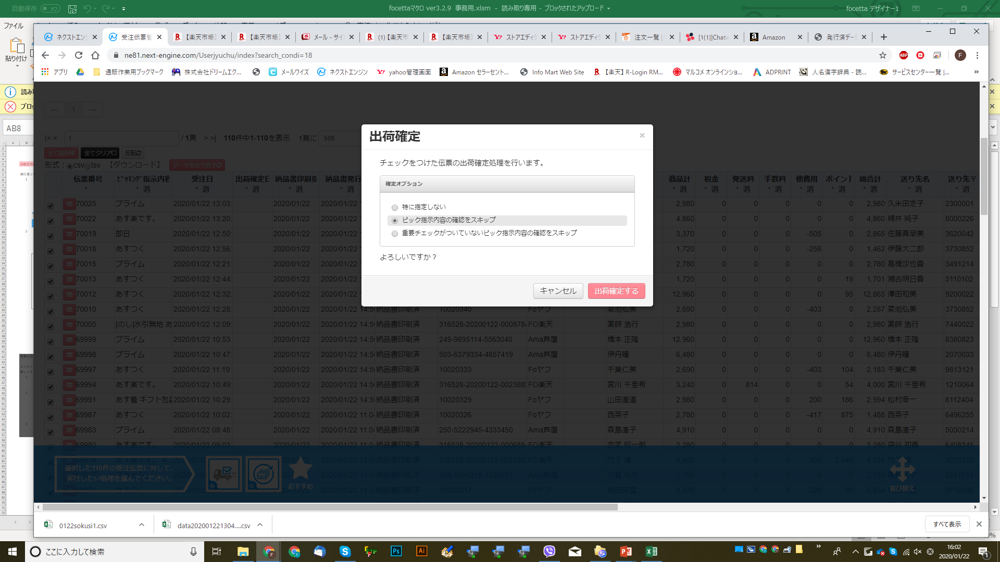 自動保存 オフ
focettaマクロ ver3.2.9 事務用.xlsm - 読み取り専用 - ブロックされたアップロード
focetta デザイナー1
ファイル
ネクストエンジ
受注伝票管
【楽天市場】
【楽天市場】
メール - サイ
(1)【楽天市
【楽天市場】
ストアエディタ
ストアエディタ
注文一覧 |
[1(1)]Chatw
Amazon
発行済デー
貼り付け
ne81.next-engine.com/Userjyuchu/index?search_condi=18
アプリ
通販作業用ブックマーク
株式会社ドリームエク...
メールワイズ
ネクストエンジン
yahoo管理画面
Amazon セラーセント...
Info Mart Web Site
【楽天】R-Login RM...
マルコメ オンラインショ...
ADPRINT
人名漢字辞典 - 読...
サービスセンター一覧 |...
読み
ブロッ
AB8
← 1 →
|< < 1 / 1頁 > >| 110件中1-110を表示 1頁に 500
全て選択 全てクリア 反転
形式: csv tsv 【ダウンロード】 データを折り返す
伝票番号 ピッキング指示内容 受注日 出荷確定日 納品書印刷指 納品書発行 商品計 税金 発送料 手数料 他費用 ポイント 総合計 送り先名 送り先〒
* * 消 * 消 * 消 * 消 * 消 * 消 * 消 * 消 * 消 * 消 * 消 * 消 * 消 * 消
出荷確定
×
チェックをつけた伝票の出荷確定処理を行います。
確定オプション
特に指定しない
ピック指示内容の確認をスキップ
重要チェックがついていないピック指示内容の確認をスキップ
よろしいですか？
キャンセル
出荷確定する
70025 プライム 2020/01/22 13:03: 2020/01/22 2020/01/22 2,980 0 0 0 0 0 2,980 久米田定子 2300001
70022 あす楽です。 2020/01/22 13:20: 2020/01/22 2020/01/22 4,860 0 0 0 0 0 4,860 綿井 純子 8000226
70019 即日 2020/01/22 12:50: 2020/01/22 2020/01/22 3,370 0 0 0 -505 0 2,865 佐藤真早美 3620042
70018 あすつく 2020/01/22 12:56: 2020/01/22 2020/01/22 1,720 0 0 0 -258 0 1,462 伊藤大二郎 3730852
70015 プライム 2020/01/22 12:21: 2020/01/22 2020/01/22 2,780 0 0 0 0 0 2,780 高橋沙也香 3491214
70013 あすつく 2020/01/22 12:44: 2020/01/22 2020/01/22 1,720 0 0 0 0 19 1,701 瀬古明日香 5110102
70012 あすつく 2020/01/22 12:32: 2020/01/22 2020/01/22 12,960 0 0 0 0 95 12,865 澤田和美 9200022
70010 あすつく 2020/01/22 12:28: 2020/01/22 2020/01/22 14:56 納品書印刷済 10020340 Foヤフ 菊池弘美 2,690 0 0 0 -403 0 2,287 菊池弘美 3730852
70005 [のし]水引無地 あ 2020/01/22 12:09: 2020/01/22 2020/01/22 14:56 納品書印刷済 316528-20200122-0008784 FO楽天 薬師 浩行 2,980 0 0 0 0 0 2,980 薬師 浩行 7440022
69999 プライム 2020/01/22 10:53: 2020/01/22 2020/01/22 14:56 納品書印刷済 249-9895114-5563040 Ama芦屋 橋本 正隆 12,960 0 0 0 0 0 12,960 橋本 正隆 8380823
69998 プライム 2020/01/22 10:47: 2020/01/22 2020/01/22 14:56 納品書印刷済 503-6379334-4857419 Ama芦屋 伊丹瞳 6,480 0 0 0 0 0 6,480 伊丹瞳 2070033
69997 あすつく 2020/01/22 11:19: 2020/01/22 2020/01/22 14:56 納品書印刷済 10020333 Foヤフ 千葉仁美 2,690 0 0 0 -403 104 2,183 千葉仁美 9813121
69994 あす楽です。 2020/01/22 10:49: 2020/01/22 2020/01/22 14:56 納品書印刷済 316528-20200122-0023883 FO楽天 宮川 千亜希 3,240 0 814 0 0 54 4,000 宮川 千亜希 1210064
69991 あす着 ギフト包装 2020/01/22 10:29: 2020/01/22 2020/01/22 14:56 納品書印刷済 10020329 Foヤフ 山田直道 2,980 0 0 0 200 186 2,994 松村幸一 8112404
69987 あすつく 2020/01/22 10:02: 2020/01/22 2020/01/22 11:04 納品書印刷済 10020326 Foヤフ 西英子 2,780 0 0 0 -417 875 1,488 西英子 6496255
69983 プライム 2020/01/22 08:48: 2020/01/22 2020/01/22 11:04 納品書印刷済 250-5222945-4333450 Ama芦屋 森島直子 4,910 0 0 0 0 0 4,910 森島直子 5030214
69980 あす楽です。 2020/01/22 09:03: 2020/01/22 2020/01/22 11:04 納品書印刷済 FO楽天 3,280 0 0 0 0 0 3,280 6408345
選択した110件の受注伝票に対して、
実行したい処理を選んでください。
おすすめ
並び替え
0122sokusi1.csv
data202001221304....csv
すべて表示
ここに入力して検索
16:02
2020/01/22